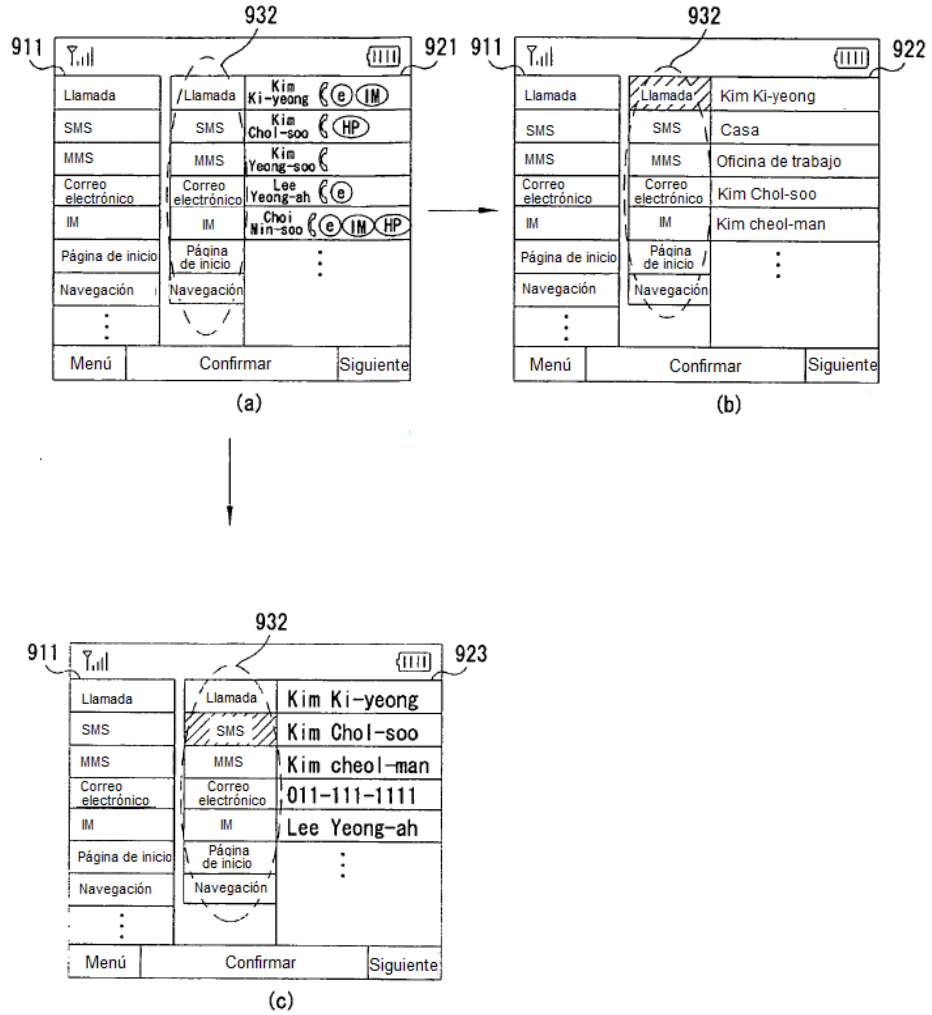 932
911
921
Llamada
SMS
MMS
Correo
electrónico
IM
Página de inicio
Navegación
Llamada
SMS
MMS
Correo
electrónico
IM
Página
de inicio
Navegación
Kim
Ki-yeong e IM
Kim
Chol-soo HP
Kim
Yeong-soo
Lee
Yeong-ah e
Choi
Min-soo e IM HP
Menú Confirmar Siguiente
(a)
932
911
922
Llamada
SMS
MMS
Correo
electrónico
IM
Página de inicio
Navegación
Llamada
SMS
MMS
Correo
electrónico
IM
Página
de inicio
Navegación
Kim Ki-yeong
Casa
Oficina de trabajo
Kim Chol-soo
Kim cheol-man
Menú Confirmar Siguiente
(b)
932
911
923
Llamada
SMS
MMS
Correo
electrónico
IM
Página de inicio
Navegación
Llamada
SMS
MMS
Correo
electrónico
IM
Página
de inicio
Navegación
Kim Ki-yeong
Kim Chol-soo
Kim cheol-man
011-111-1111
Lee Yeong-ah
Menú Confirmar Siguiente
(c)